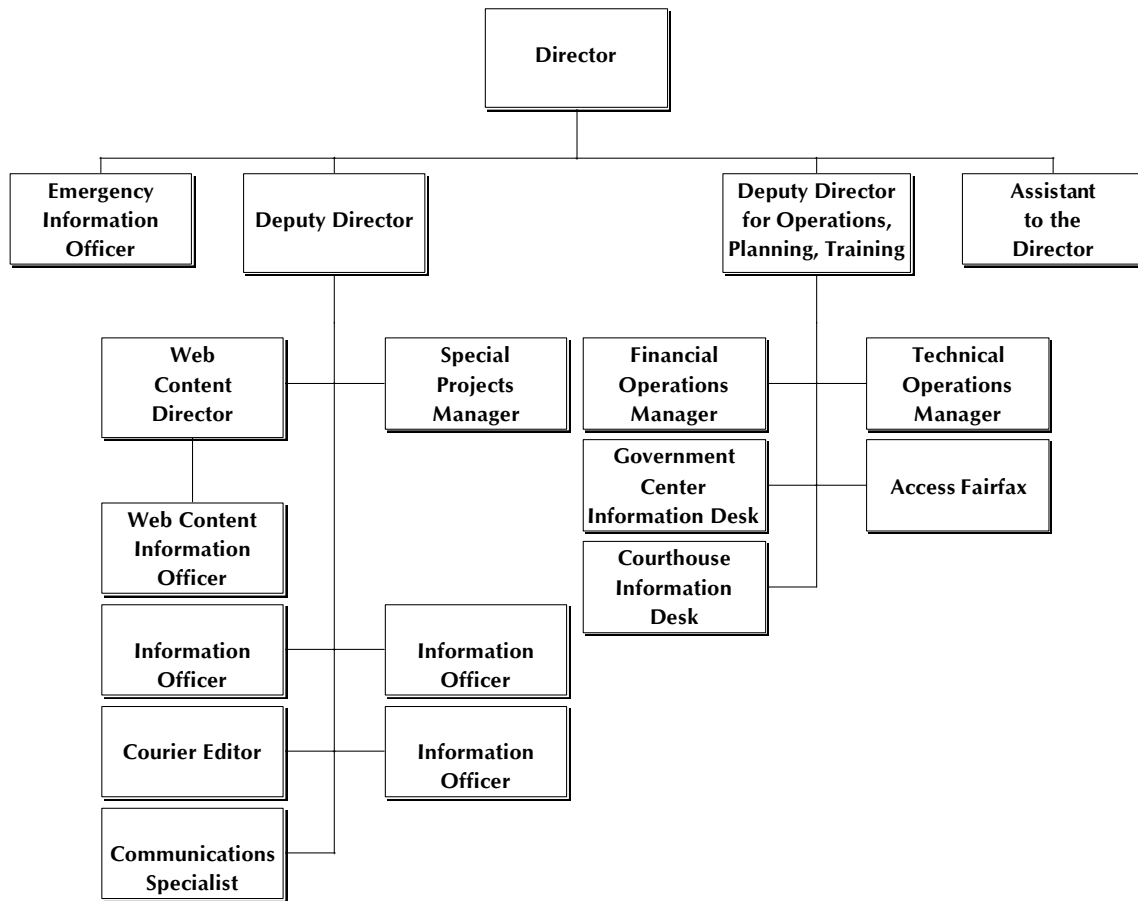 Director
Emergency
Information
Officer
Deputy Director
Deputy Director
for Operations,
Planning, Training
Assistant
to the
Director
Web
Content
Director
Special
Projects
Manager
Financial
Operations
Manager
Technical
Operations
Manager
Government
Center
Information Desk
Access Fairfax
Web Content
Information
Officer
Courthouse
Information
Desk
Information
Officer
Information
Officer
Courier Editor
Information
Officer
Communications
Specialist